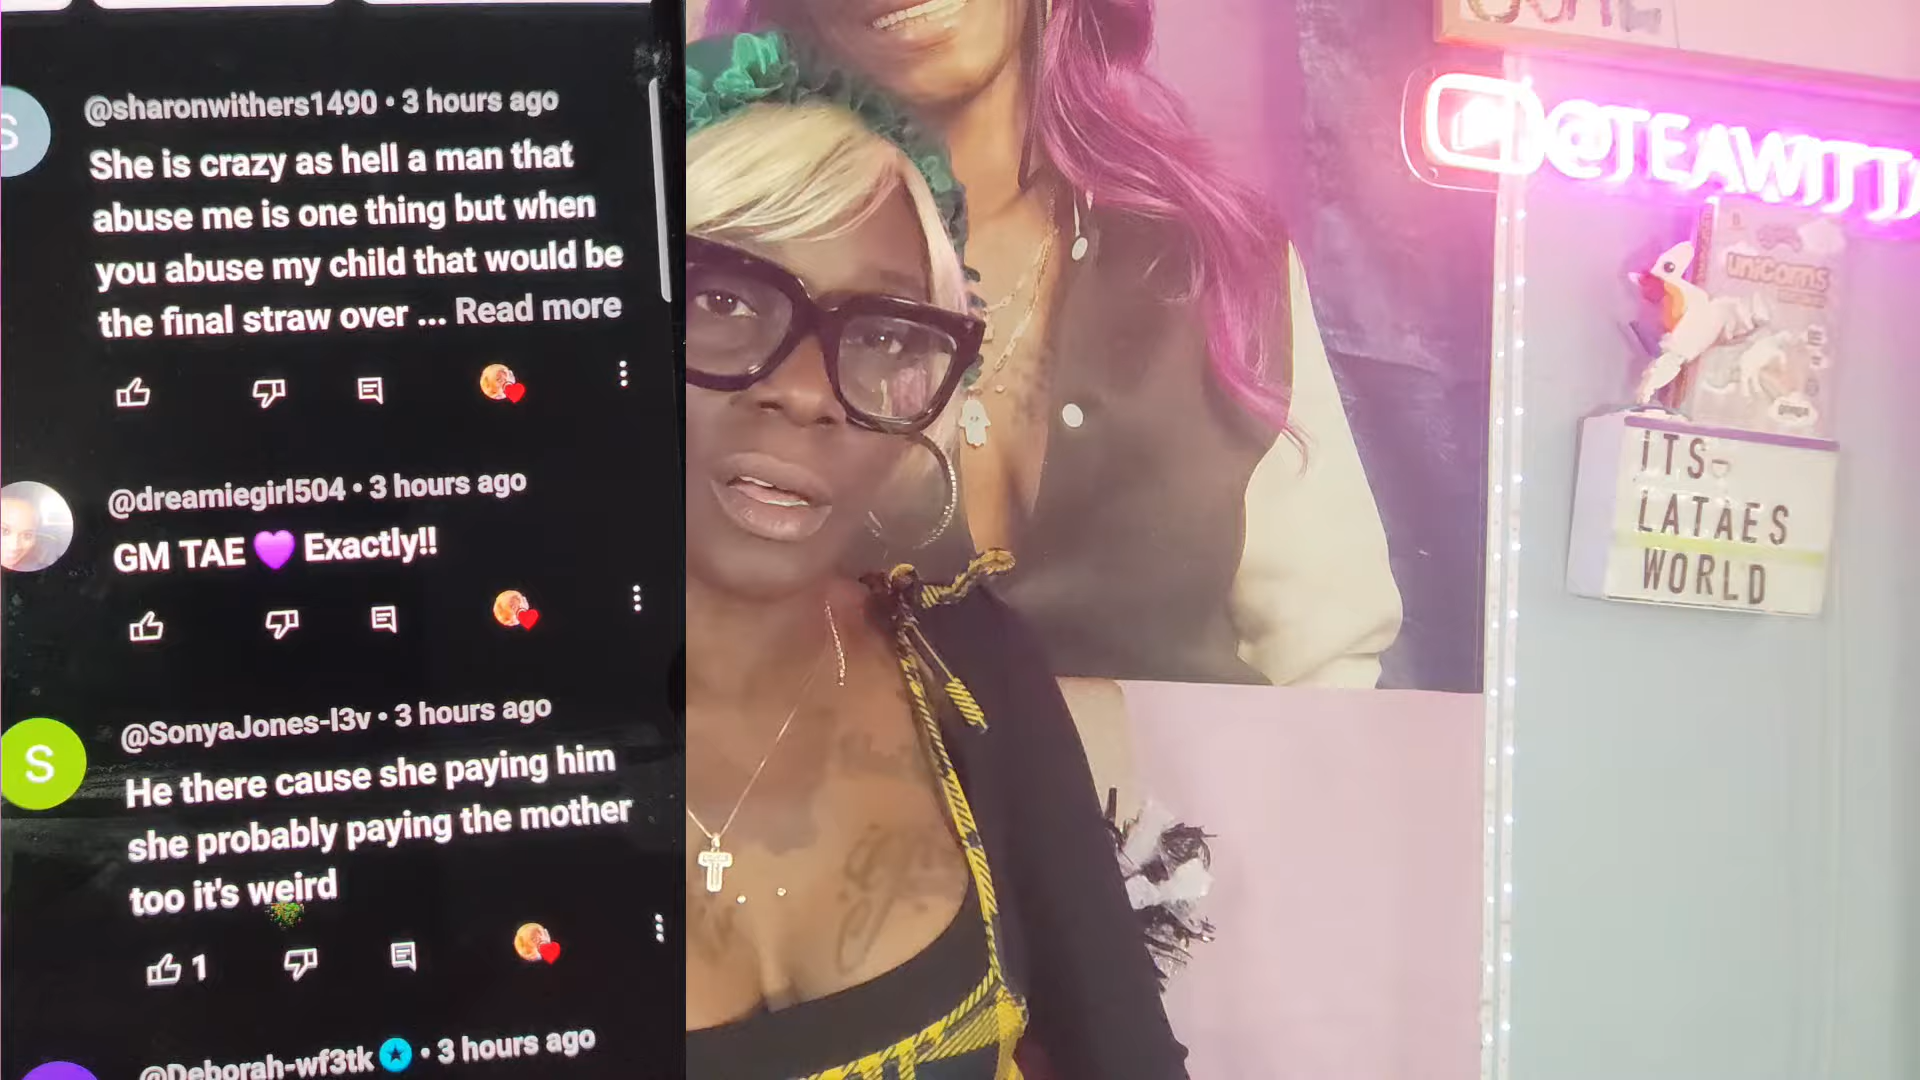 @sharonwithers1490 • 3 hours ago
She is crazy as hell a man that
abuse me is one thing but when
you abuse my child that would be
the final straw over ... Read more
@dreamiegirl504 • 3 hours ago
GM TAE 💜 Exactly!!
@SonyaJones-l3v • 3 hours ago
He there cause she paying him
she probably paying the mother
too it's weird
1
@Deborah-wf3tk • 3 hours ago
S
S
@TEAWITT
unicorns
ITS
LATAES
WORLD